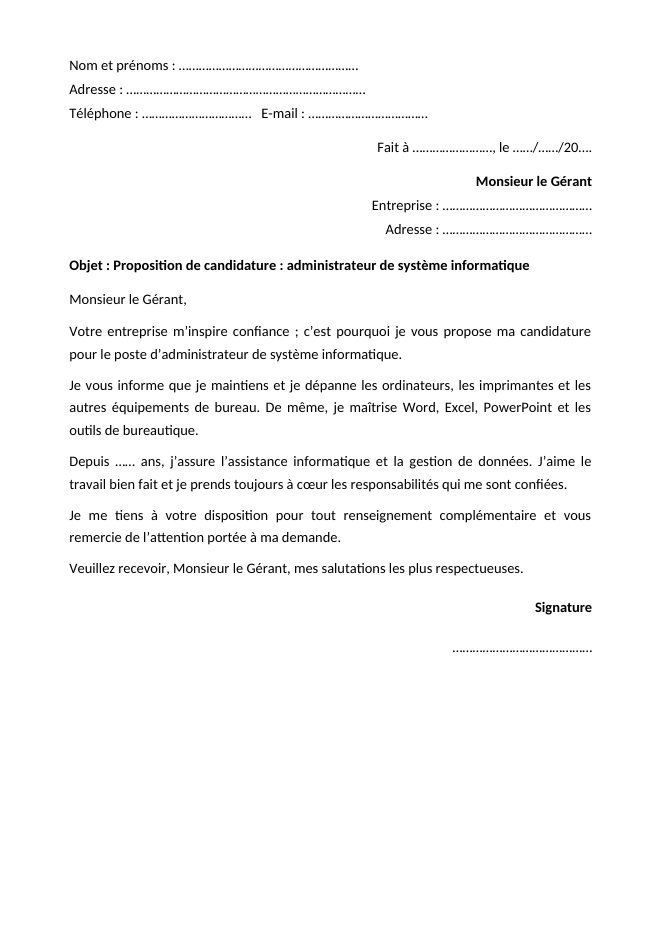 Nom et prénoms : ………………………………………………
Adresse : ………………………………………………………………
Téléphone : ……………………………  E-mail : ………………………………
Fait à ……………………, le ……/……/20….
Monsieur le Gérant
Entreprise : ………………………………………
Adresse : ………………………………………
Objet : Proposition de candidature : administrateur de système informatique
Monsieur le Gérant,
Votre entreprise m’inspire confiance ; c’est pourquoi je vous propose ma candidature
pour le poste d’administrateur de système informatique.
Je vous informe que je maintiens et je dépanne les ordinateurs, les imprimantes et les
autres équipements de bureau. De même, je maîtrise Word, Excel, PowerPoint et les
outils de bureautique.
Depuis …… ans, j’assure l’assistance informatique et la gestion de données. J’aime le
travail bien fait et je prends toujours à cœur les responsabilités qui me sont confiées.
Je me tiens à votre disposition pour tout renseignement complémentaire et vous
remercie de l’attention portée à ma demande.
Veuillez recevoir, Monsieur le Gérant, mes salutations les plus respectueuses.
Signature
……………………………………